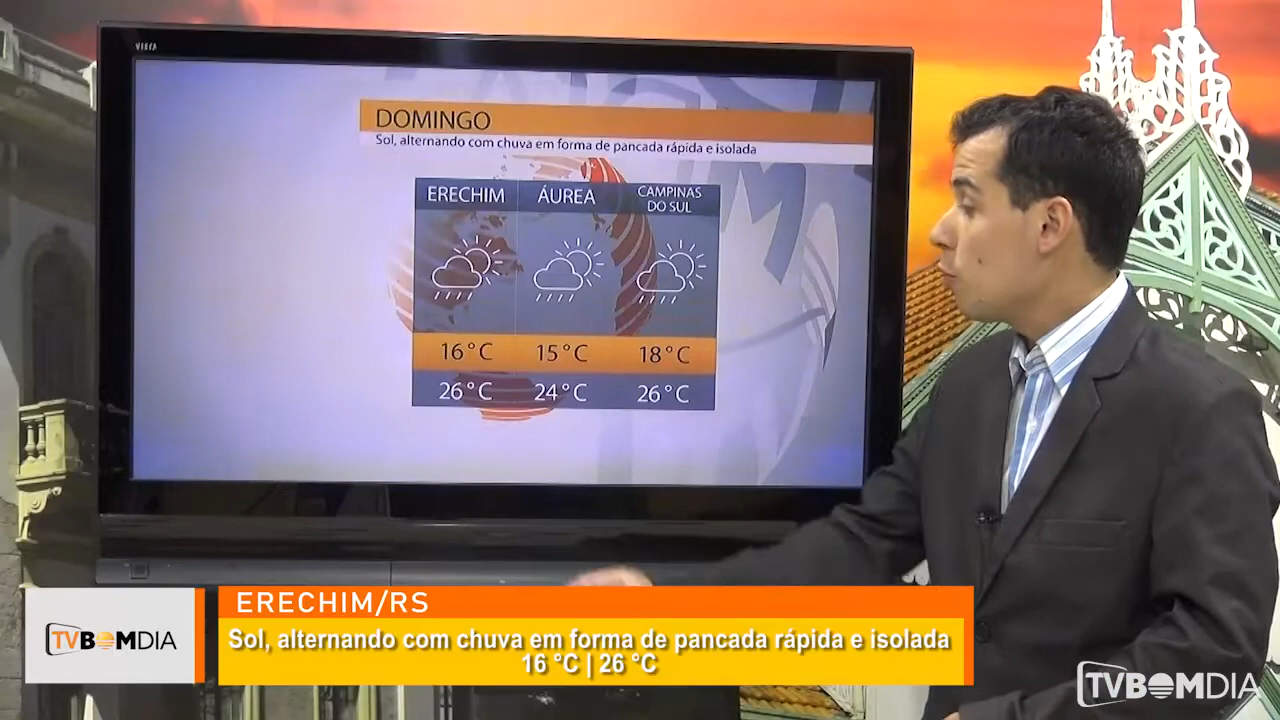 VIERA
DOMINGO
Sol, alternando com chuva em forma de pancada rápida e isolada
ERECHIM
ÁUREA
CAMPINAS
DO SUL
16°C
15°C
18°C
26°C
24°C
26°C
ERECHIM/RS
TVBOMDIA
Sol, alternando com chuva em forma de pancada rápida e isolada
16 °C | 26 °C
TVBOMDIA